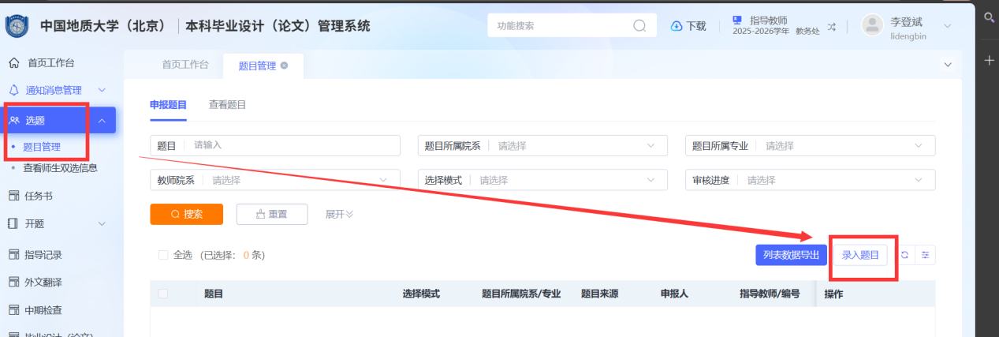 中国地质大学（北京） 本科毕业设计（论文）管理系统
功能搜索
下载
指导教师
2025-2026学年 教务处
李登斌
lidengbin
首页工作台
通知消息管理
选题
题目管理
查看师生双选信息
任务书
开题
指导记录
外文翻译
中期检查
毕业设计（论文）
首页工作台 题目管理
申报题目 查看题目
题目 请输入 题目所属院系 请选择 题目所属专业 请选择
教师院系 请选择 选择模式 请选择 审核进度 请选择
搜索 重置 展开
全选 （已选择： 0 条） 列表数据导出 录入题目
题目 选择模式 题目所属院系/专业 题目来源 申报人 指导教师/编号 操作